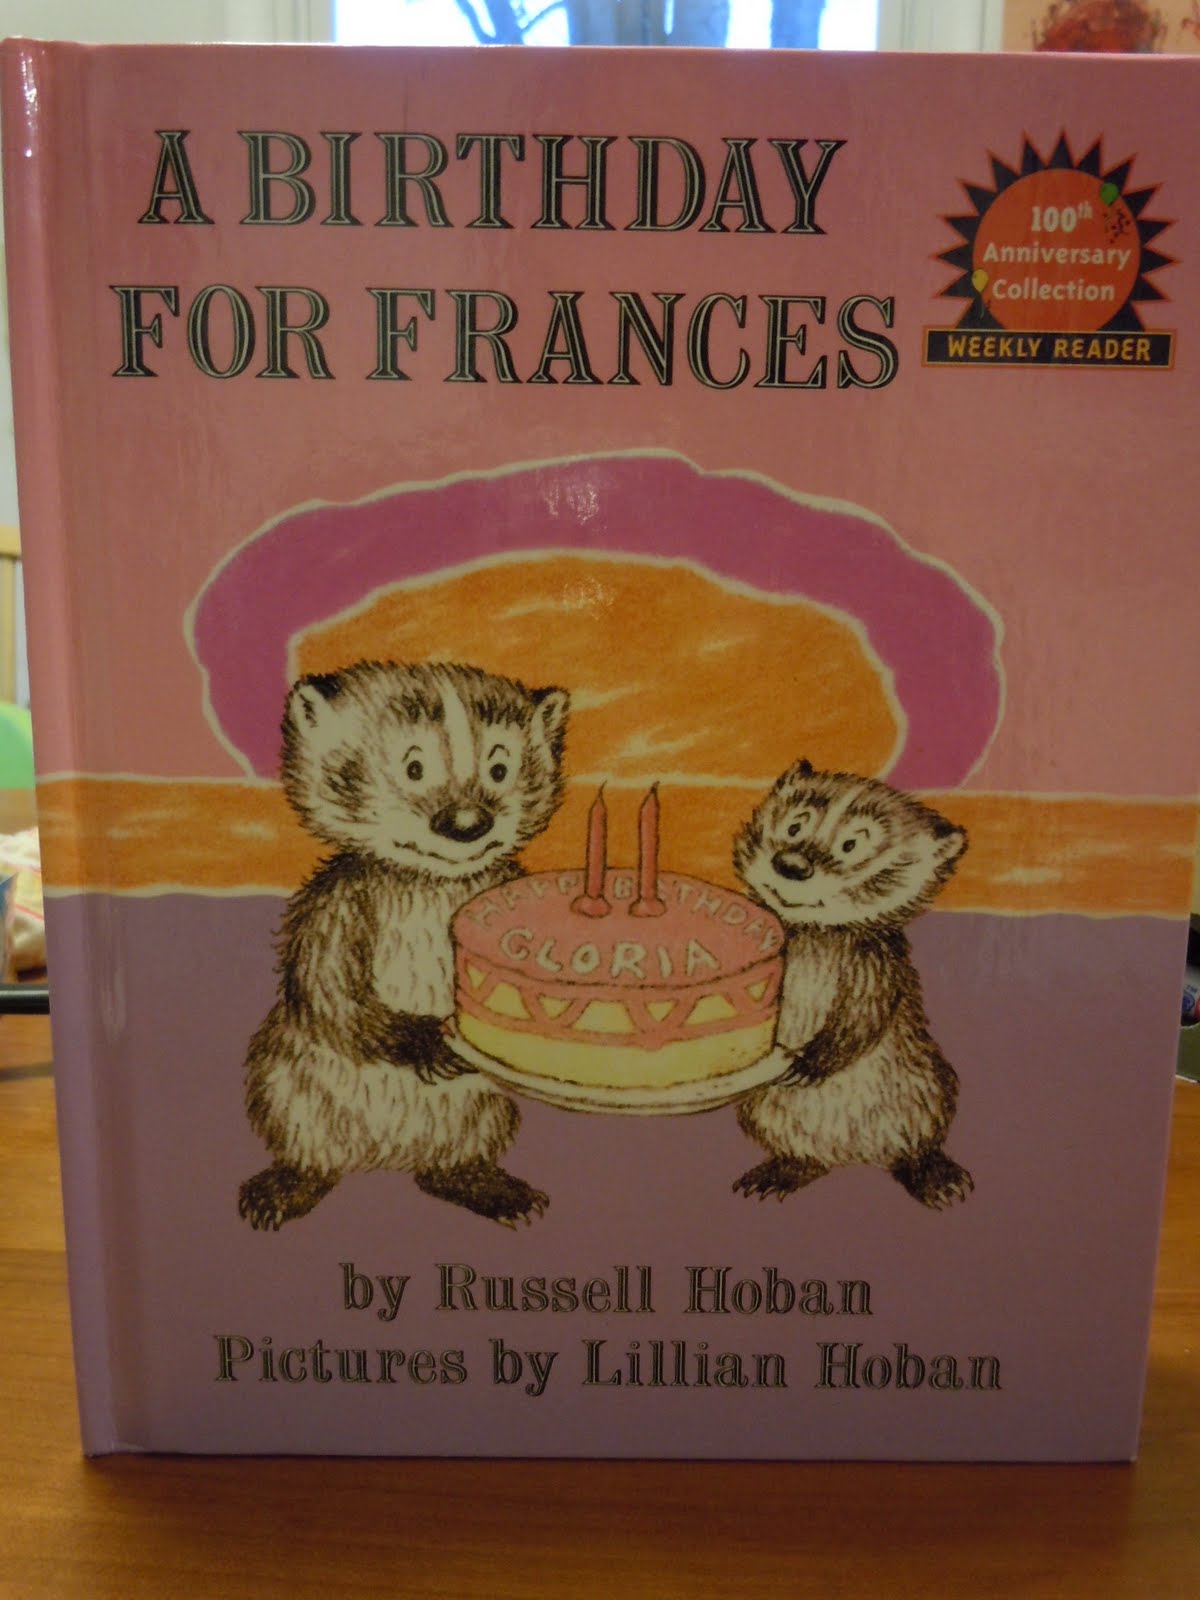 A BIRTHDAY
FOR FRANCES
100th
Anniversary
Collection
WEEKLY READER
HAPPY BIRTHDAY
GLORIA
by Russell Hoban
Pictures by Lillian Hoban